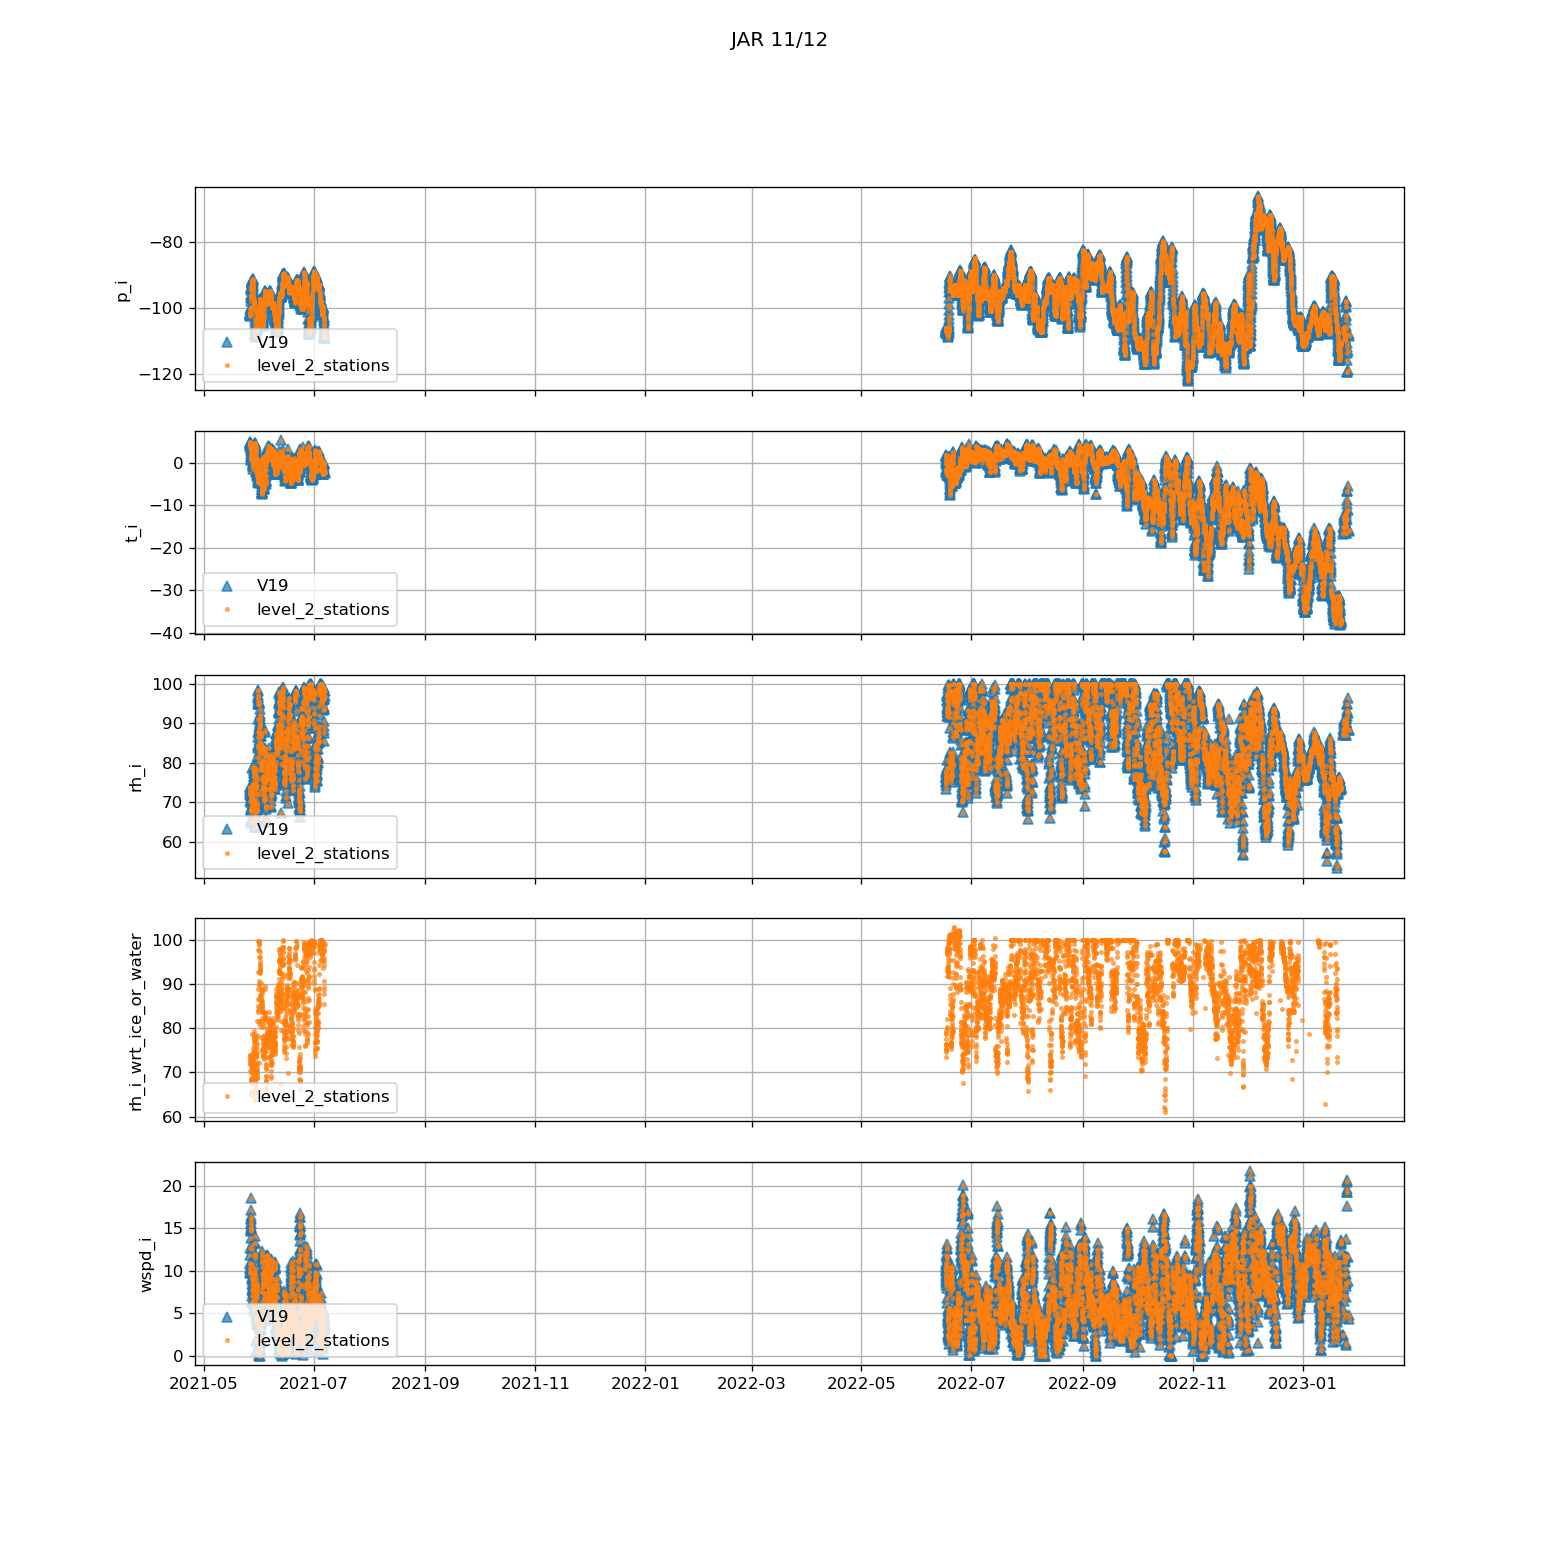 JAR 11/12
p_i
−80
−100
−120
V19
level_2_stations
t_i
0
−10
−20
−30
−40
V19
level_2_stations
rh_i
100
90
80
70
60
V19
level_2_stations
rh_i_wrt_ice_or_water
100
90
80
70
60
level_2_stations
wspd_i
20
15
10
5
0
V19
level_2_stations
2021-05 2021-07 2021-09 2021-11 2022-01 2022-03 2022-05 2022-07 2022-09 2022-11 2023-01